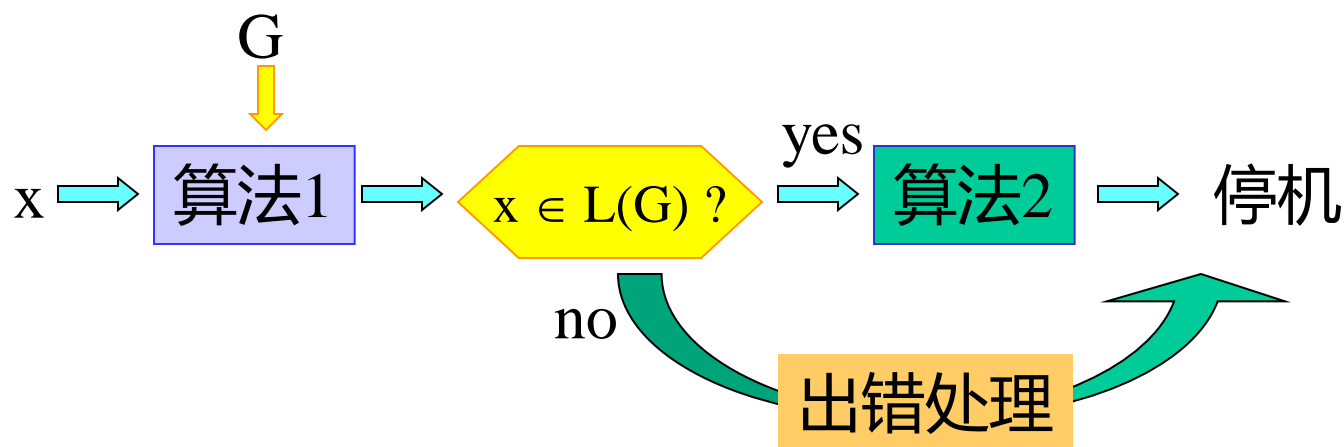 G
x
算法1
x ∈ L(G) ?
yes
算法2
停机
no
出错处理